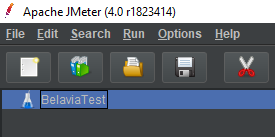 Apache JMeter (4.0 r1823414)
File Edit Search Run Options Help
BelaviaTest